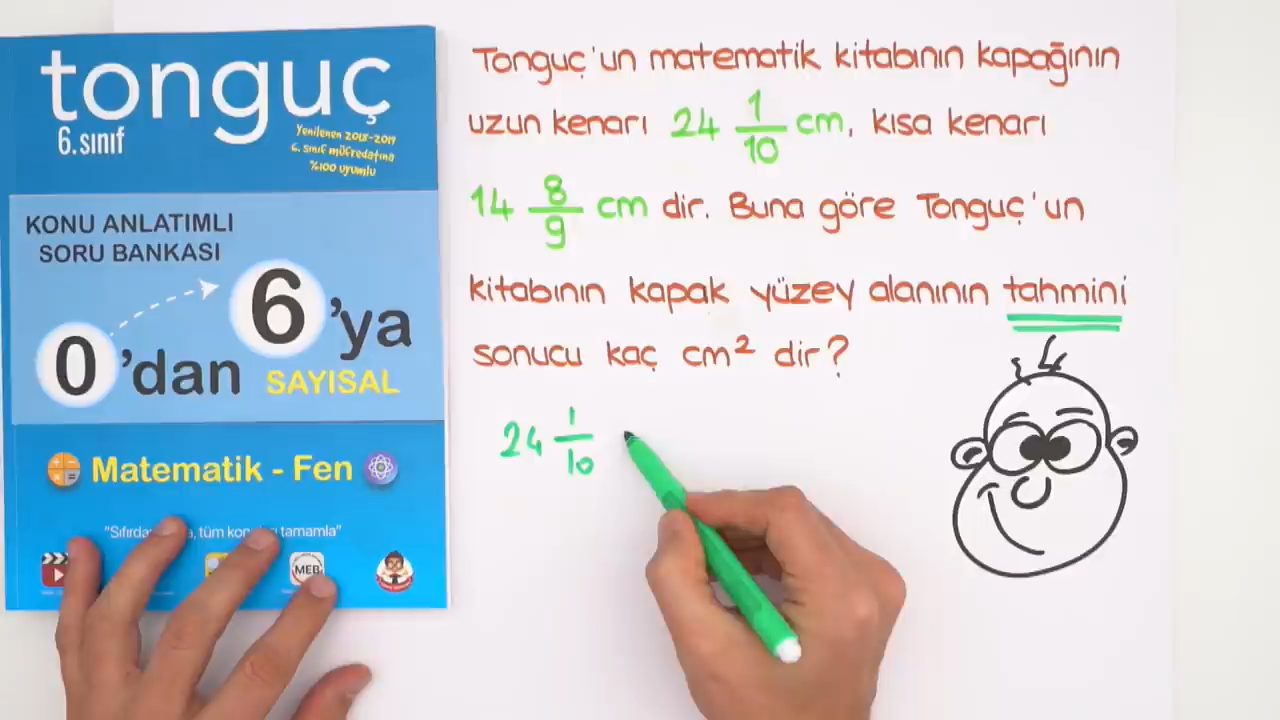 tonguç
6.sınıf
Yenilenen 2018-2019
6. sınıf müfredatına
%100 uyumlu
KONU ANLATIMLI
SORU BANKASI
0'dan 6'ya
SAYISAL
Matematik - Fen
tüm tamamla"
MEB
Tonguç'un matematik kitabının kapağının
uzun kenarı 24 1/10 cm, kısa kenarı
14 8/9 cm dir. Buna göre Tonguç'un
kitabının kapak yüzey alanının tahmini
sonucu kaç cm² dir?
24 1/10